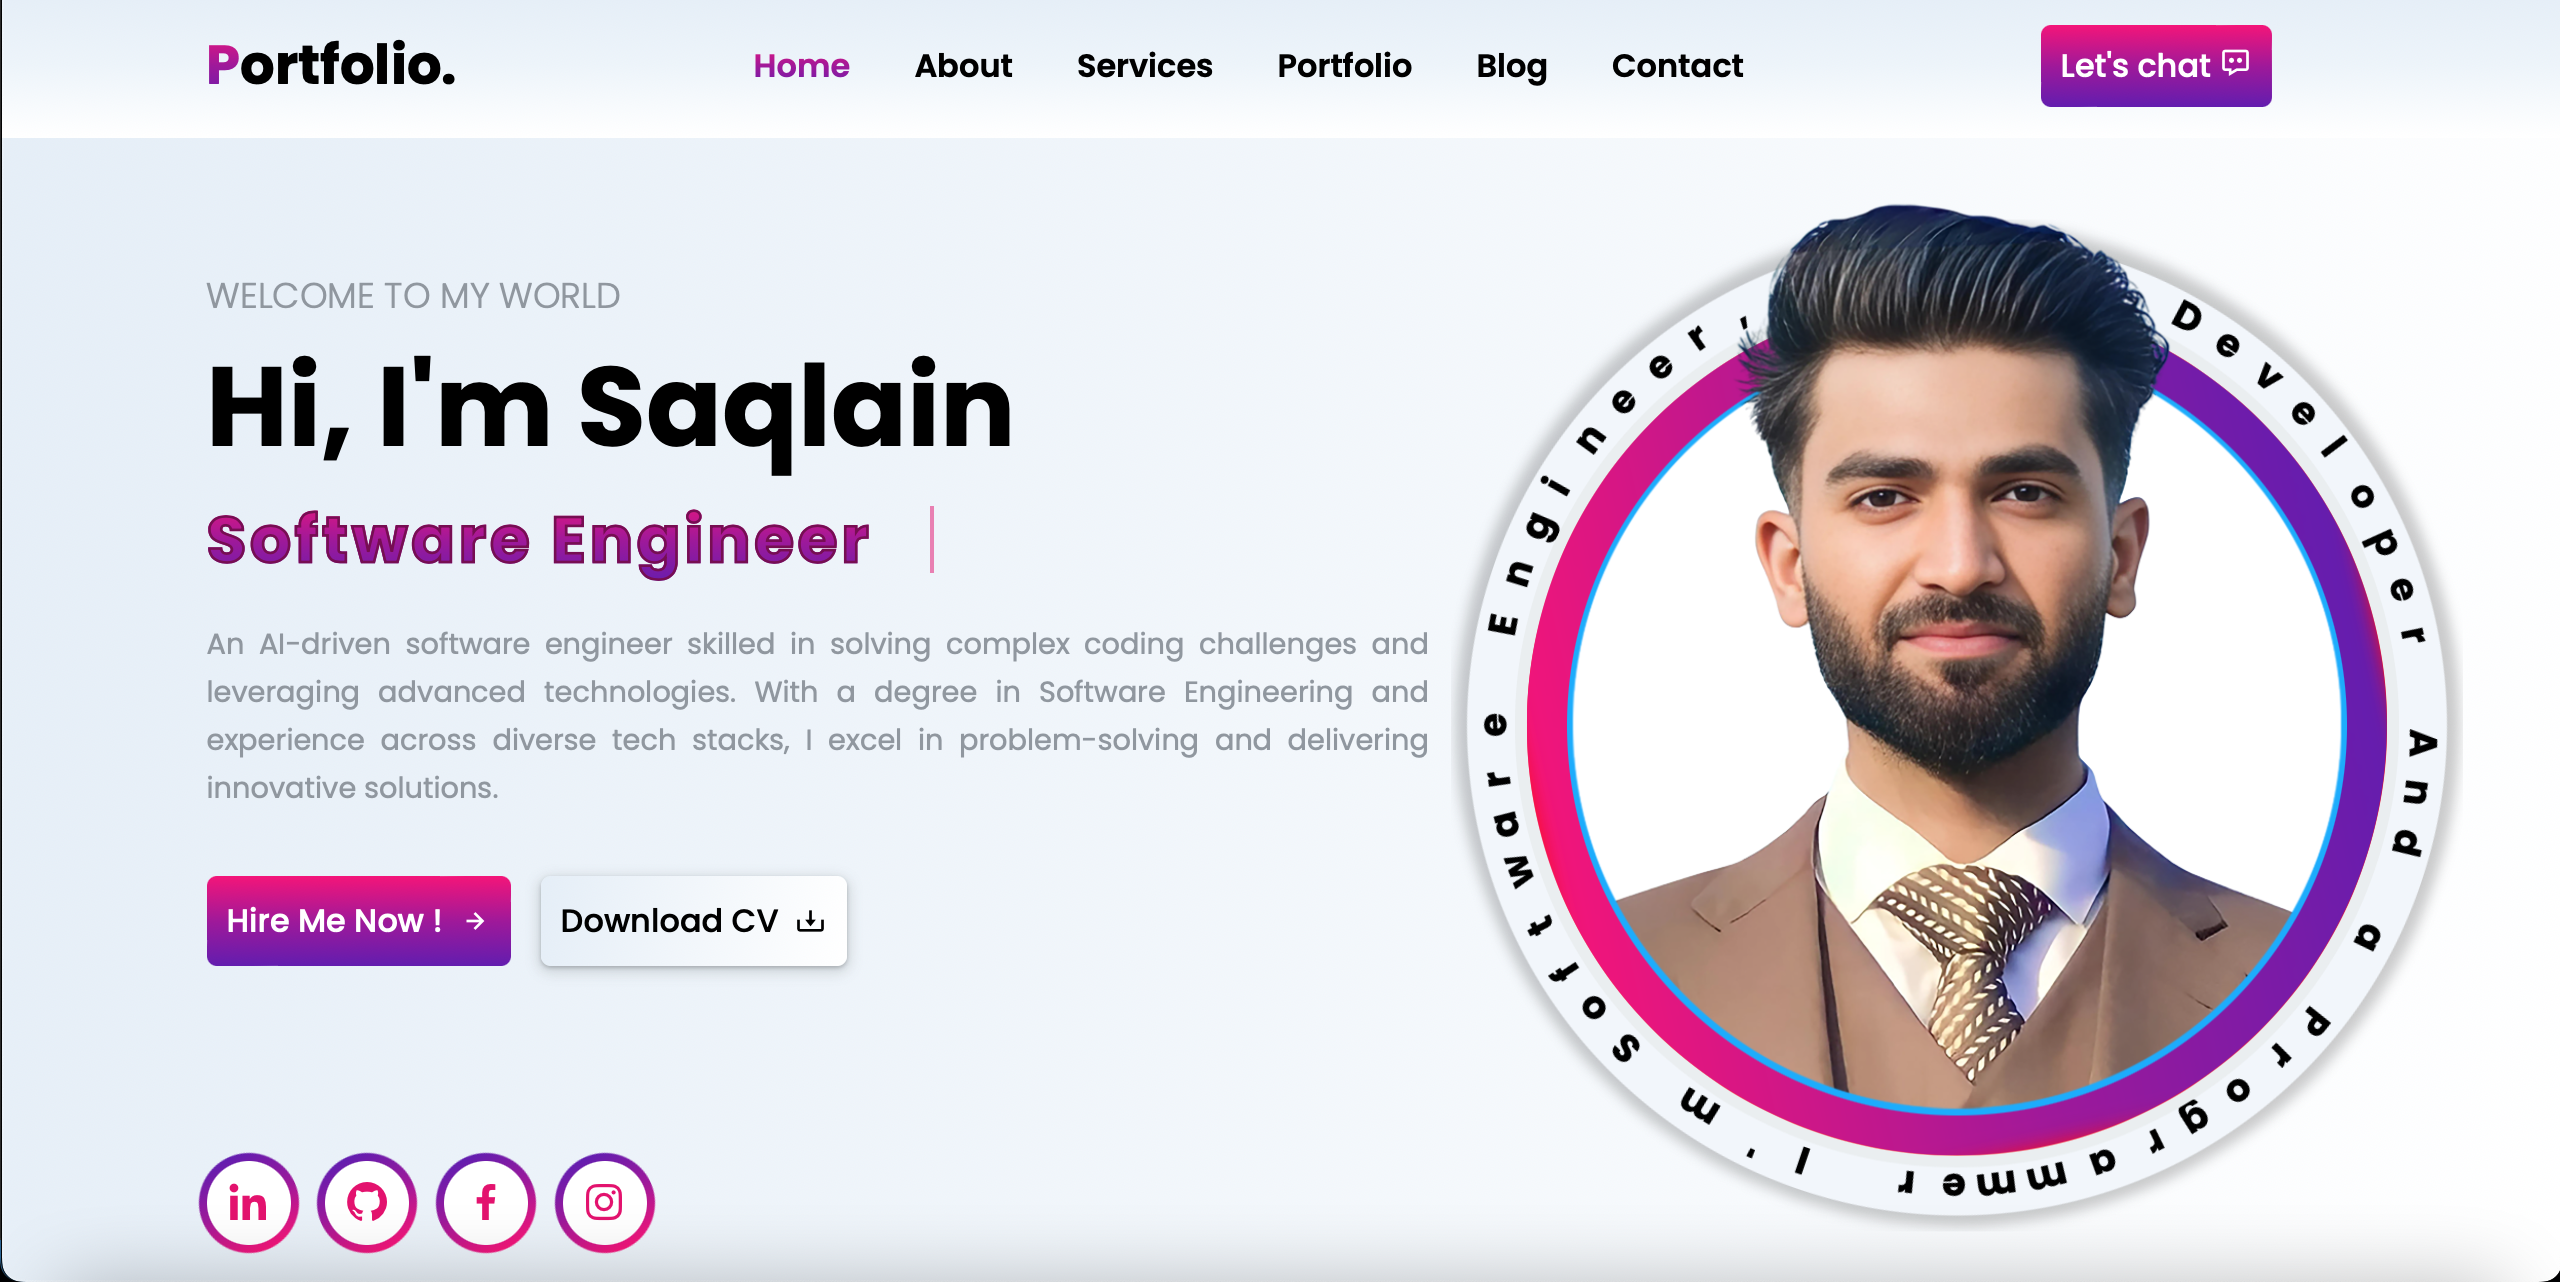 Portfolio.
Home
About
Services
Portfolio
Blog
Contact
Let's chat
WELCOME TO MY WORLD
Hi, I'm Saqlain
Software Engineer
An AI-driven software engineer skilled in solving complex coding challenges and
leveraging advanced technologies. With a degree in Software Engineering and
experience across diverse tech stacks, I excel in problem-solving and delivering
innovative solutions.
Hire Me Now !
Download CV
in
f
I'm Software Engineer, Developer And a Programmer